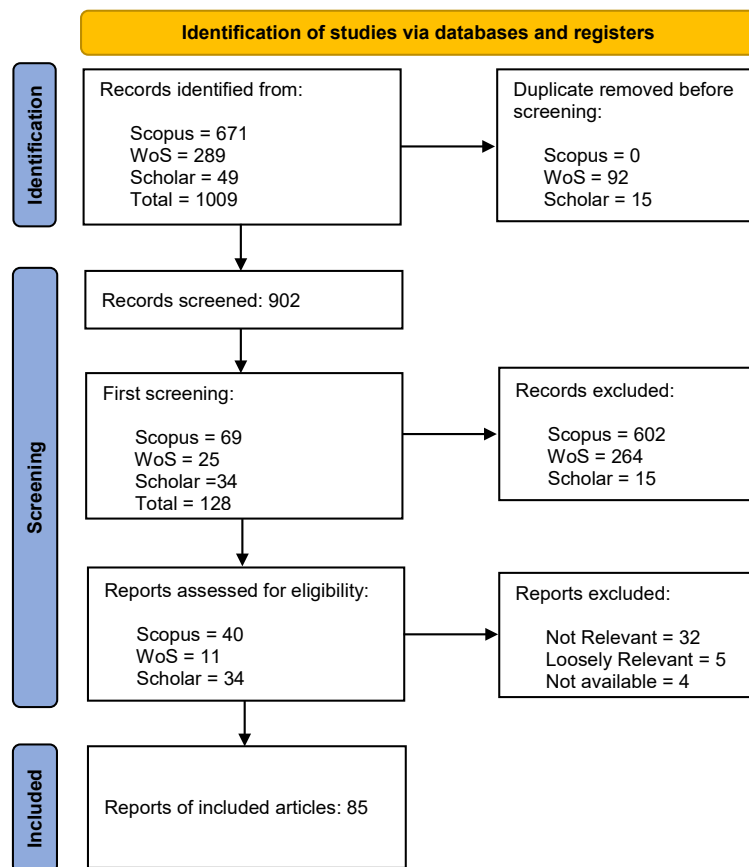 Identification of studies via databases and registers
Identification
Records identified from:
Scopus = 671
WoS = 289
Scholar = 49
Total = 1009
Duplicate removed before
screening:
Scopus = 0
WoS = 92
Scholar = 15
Screening
Records screened: 902
First screening:
Scopus = 69
WoS = 25
Scholar =34
Total = 128
Records excluded:
Scopus = 602
WoS = 264
Scholar = 15
Reports assessed for eligibility:
Scopus = 40
WoS = 11
Scholar = 34
Reports excluded:
Not Relevant = 32
Loosely Relevant = 5
Not available = 4
Included
Reports of included articles: 85